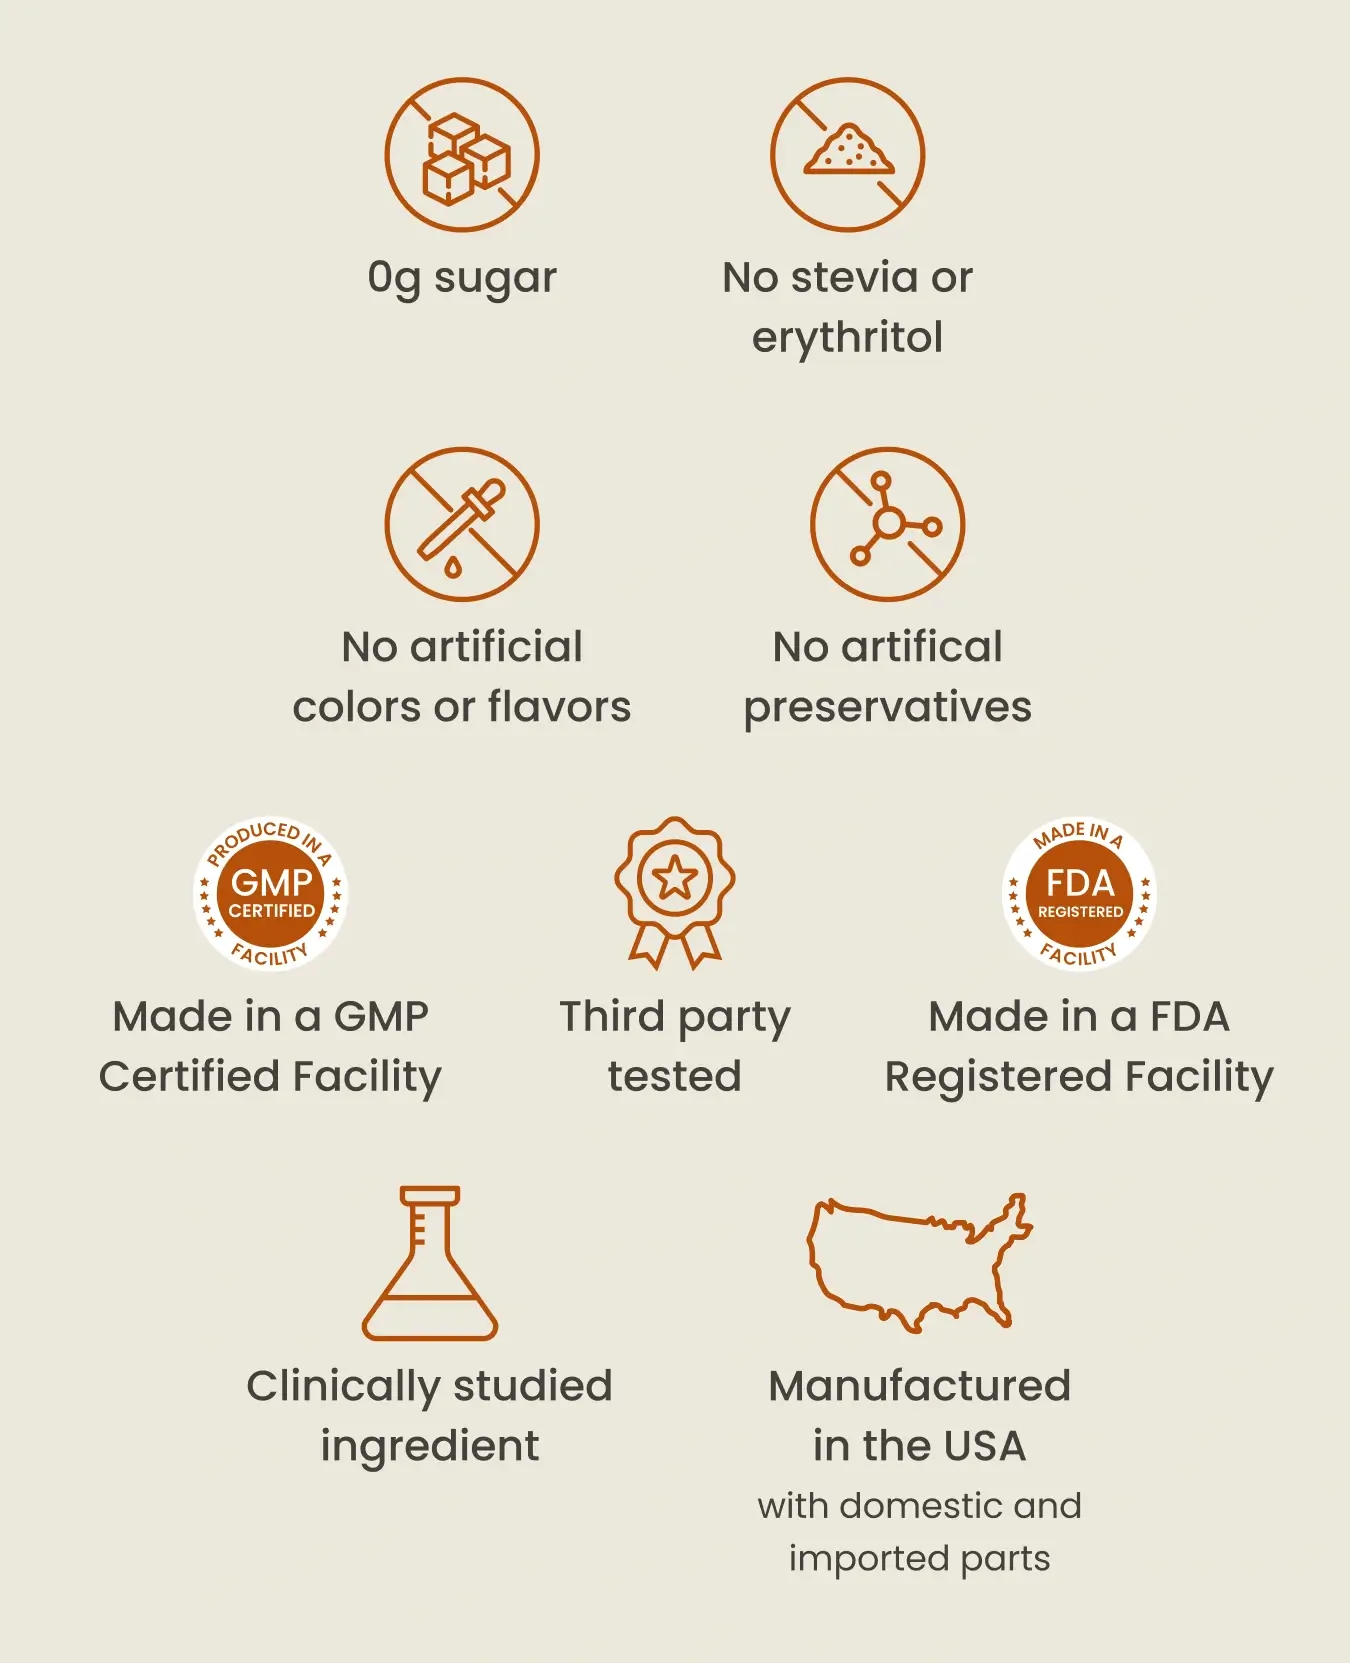 0g sugar
No stevia or
erythritol
No artificial
colors or flavors
No artifical
preservatives
PRODUCED IN A
GMP
CERTIFIED
FACILITY
Made in a GMP
Certified Facility
Third party
tested
MADE IN A
FDA
REGISTERED
FACILITY
Made in a FDA
Registered Facility
Clinically studied
ingredient
Manufactured
in the USA
with domestic and
imported parts